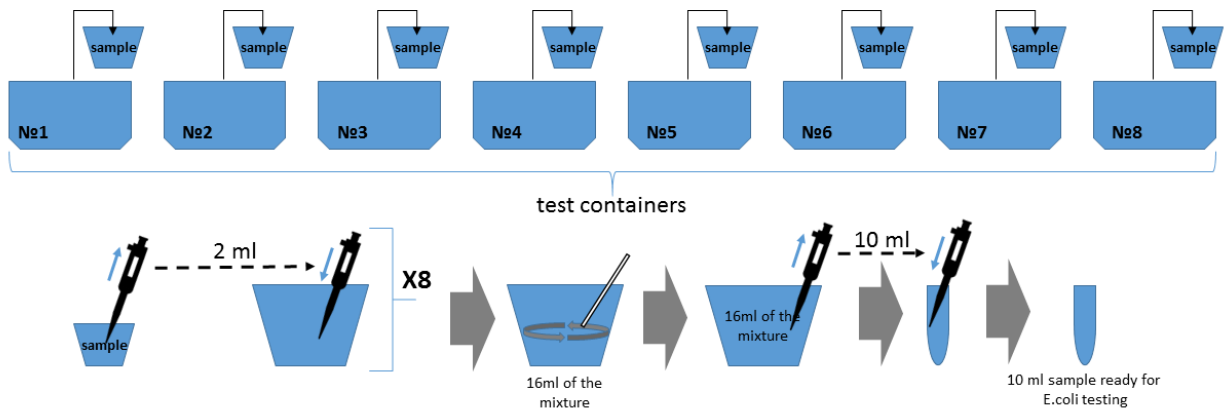 sample sample sample sample sample sample sample sample
№1 №2 №3 №4 №5 №6 №7 №8
test containers
2 ml
X8
10 ml
sample
16ml of the
mixture
16ml of the
mixture
10 ml sample ready for
E.coli testing